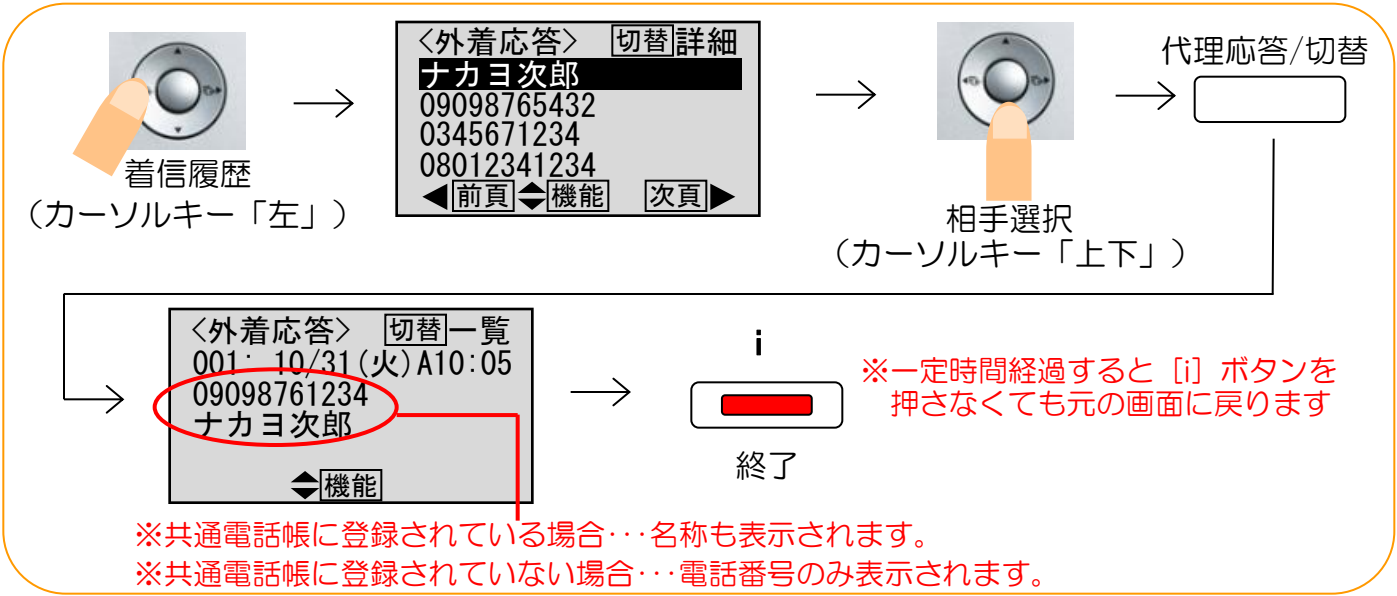 着信履歴
（カーソルキー「左」）
〈外着応答〉 切替詳細
ナカヨ次郎
09098765432
0345671234
08012341234
◀前頁◆機能 次頁▶
相手選択
（カーソルキー「上下」）
代理応答/切替
〈外着応答〉 切替一覧
001: 10/31(火)A10:05
09098761234
ナカヨ次郎
◆機能
i
終了
※一定時間経過すると［i］ボタンを
押さなくても元の画面に戻ります
※共通電話帳に登録されている場合･･･名称も表示されます。
※共通電話帳に登録されていない場合･･･電話番号のみ表示されます。